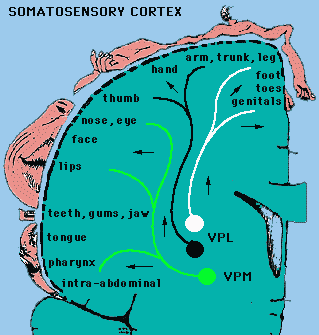 SOMATOSENSORY CORTEX
arm, trunk, leg
hand
foot
toes
genitals
thumb
nose, eye
face
lips
teeth, gums, jaw
tongue
pharynx
intra-abdominal
VPL
VPM